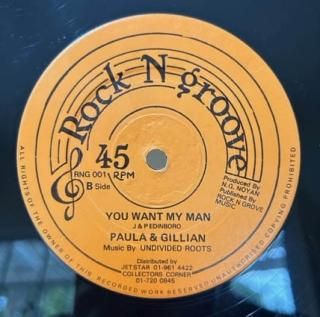 Rock N groove
45
RPM
RNG 001
B Side
Produced By
N.G. NOYAN
Published By
ROCK N GROVE
MUSIC
YOU WANT MY MAN
J & P EDINBORO
PAULA & GILLIAN
Music By UNDIVIDED ROOTS
Distributed by
JETSTAR 01-961 4422
COLLECTORS CORNER
01-720 0845
ALL RIGHTS OF THE OWNER OF THIS RECORDED WORK RESERVED UNAUTHORISED COPYING PROHIBITED